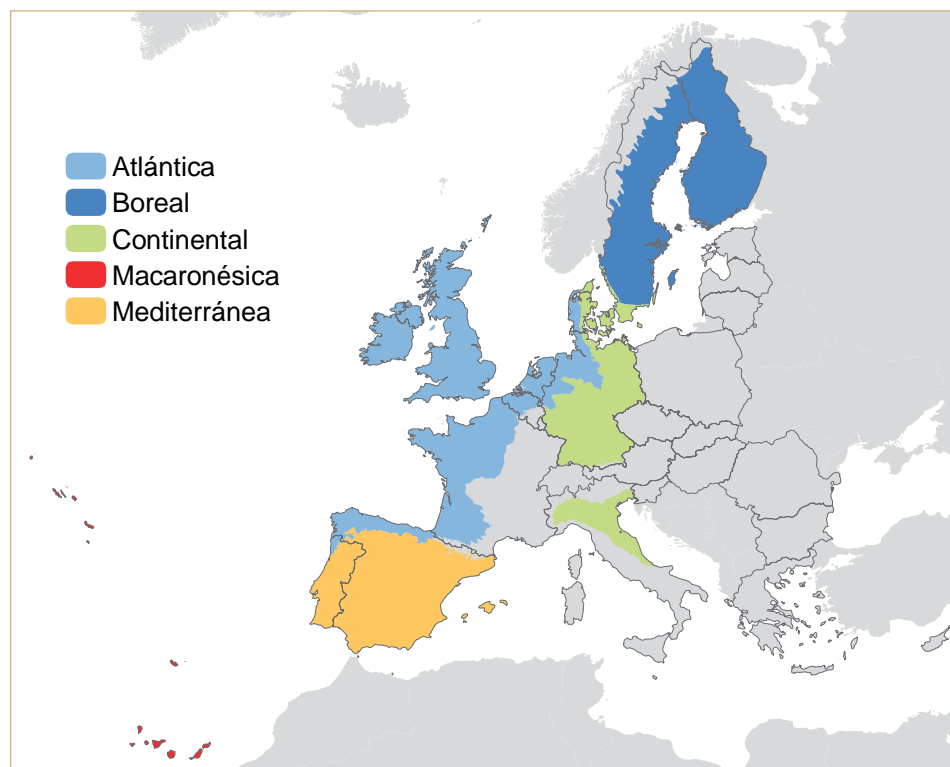 Atlántica
Boreal
Continental
Macaronésica
Mediterránea